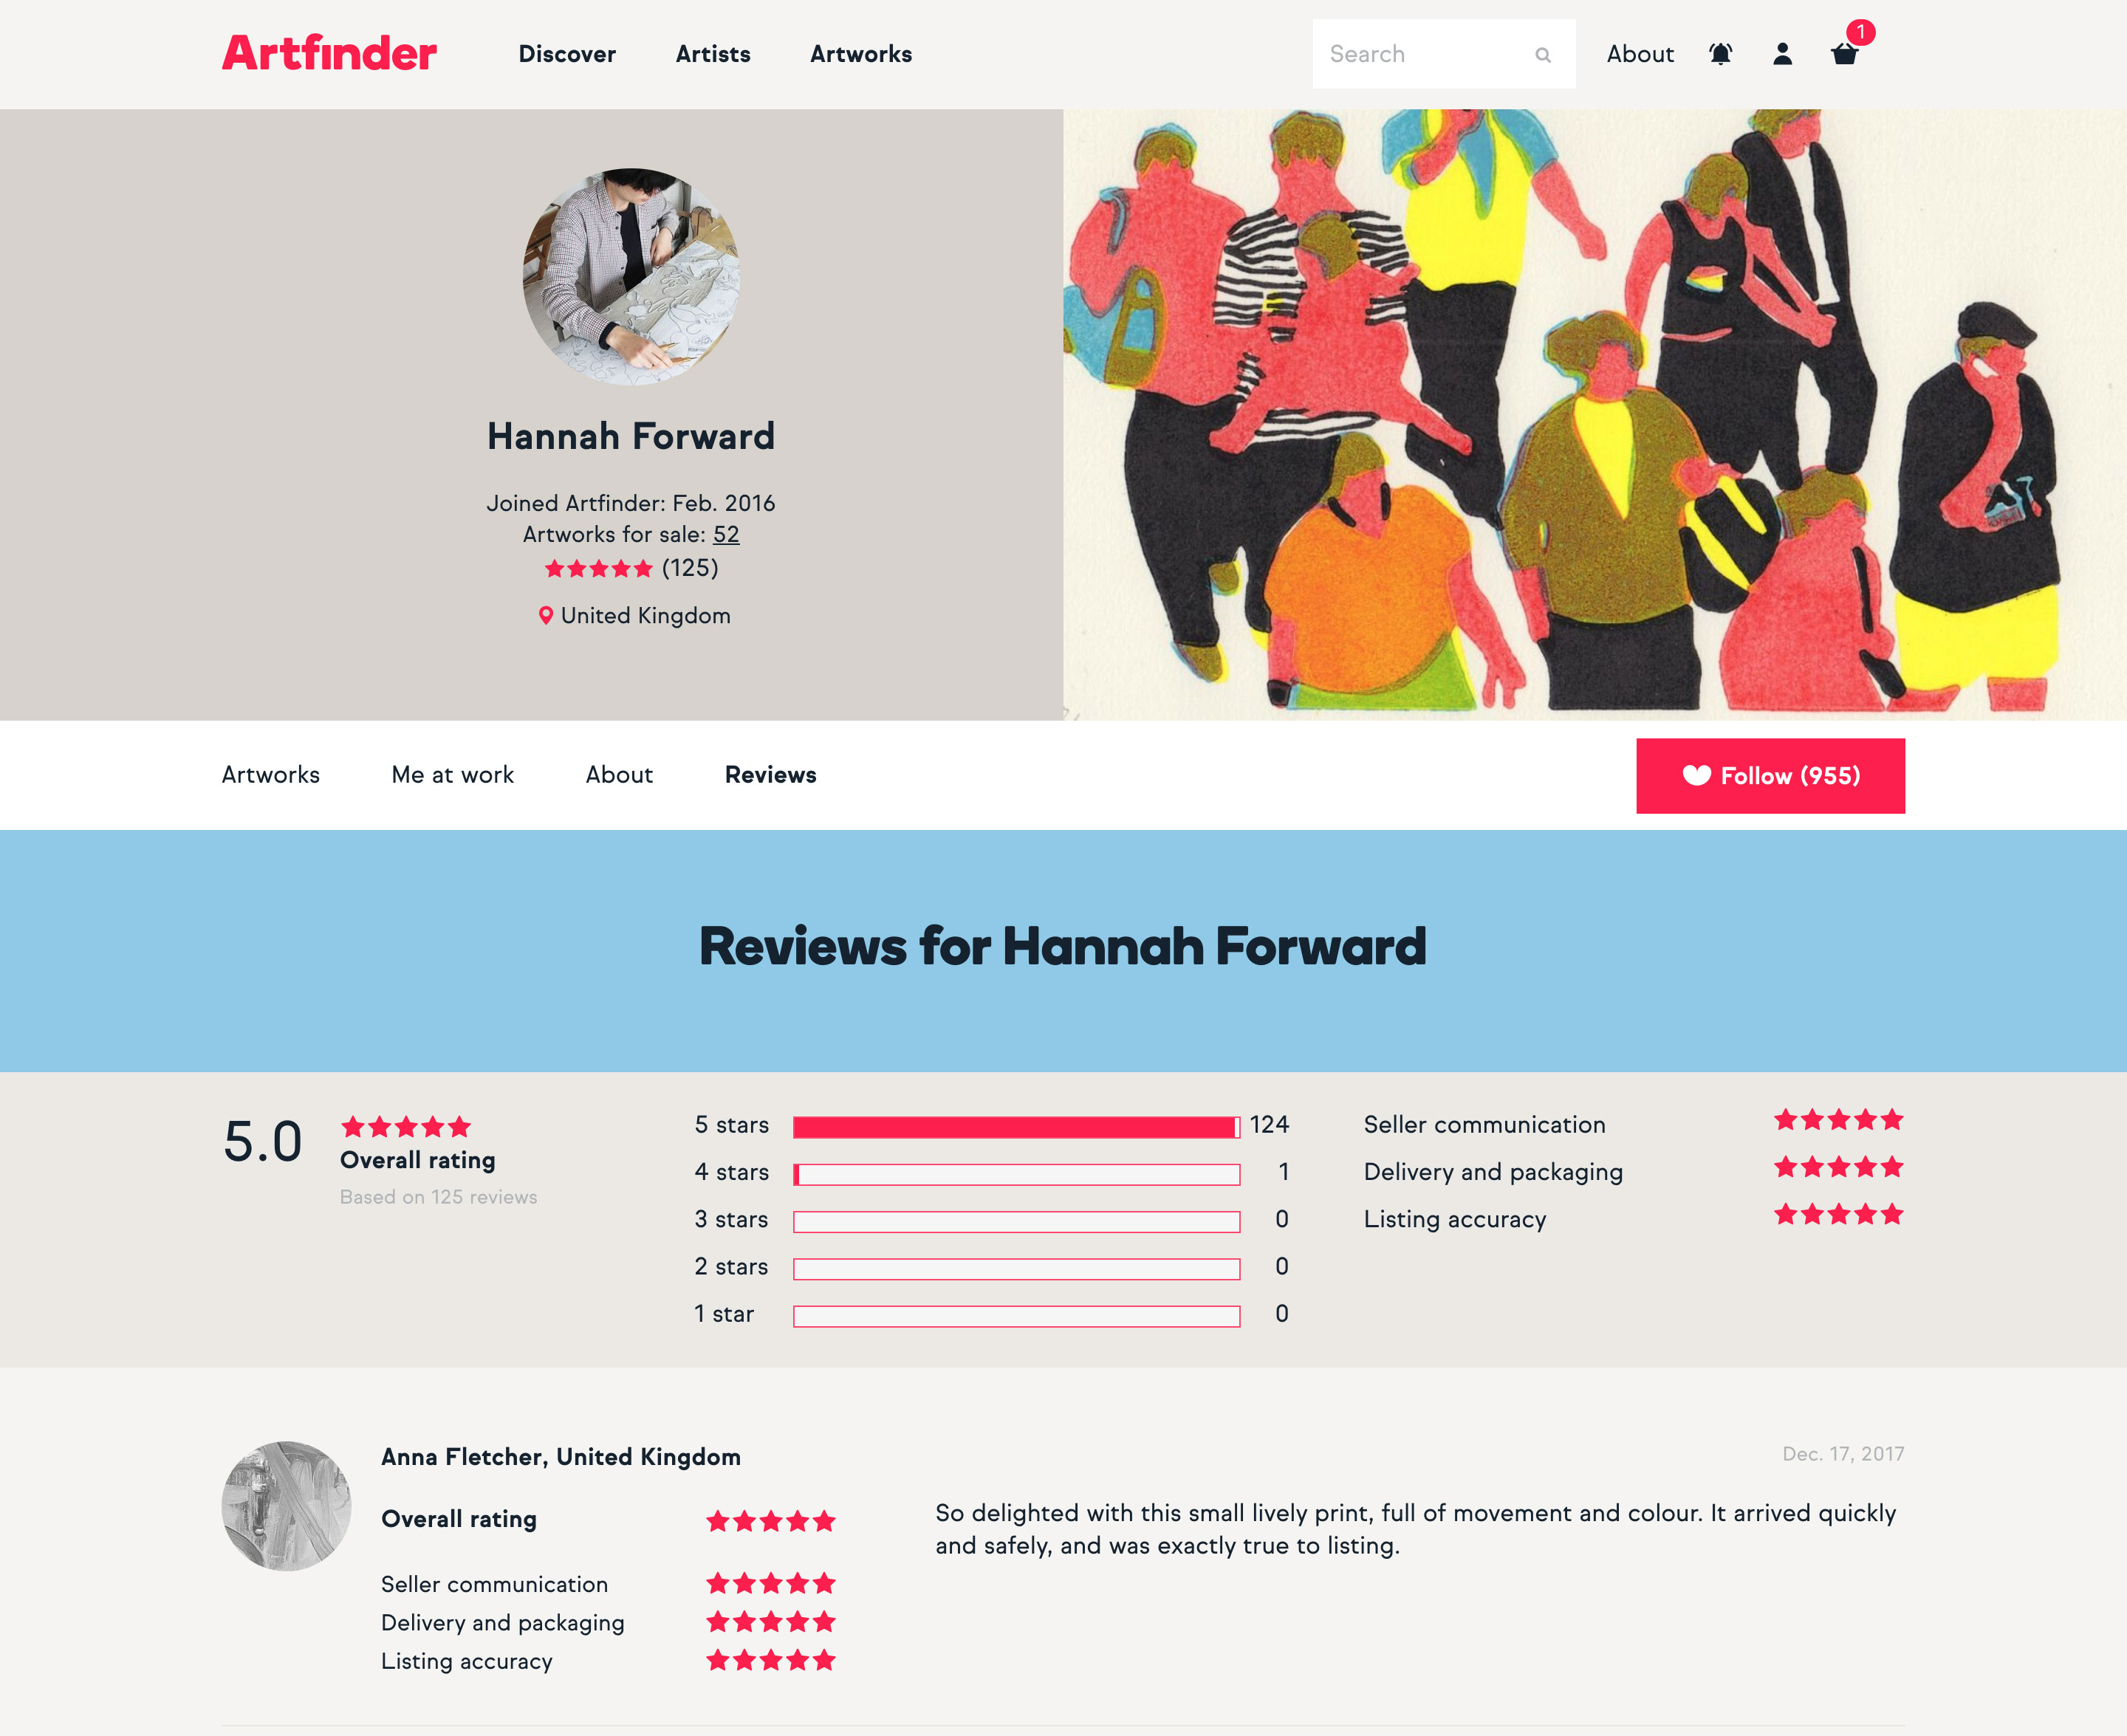 Artfinder
Discover
Artists
Artworks
Search
About
1
Hannah Forward
Joined Artfinder: Feb. 2016
Artworks for sale: 52
(125)
United Kingdom
Artworks
Me at work
About
Reviews
Follow (955)
Reviews for Hannah Forward
5.0
Overall rating
Based on 125 reviews
5 stars 124
4 stars 1
3 stars 0
2 stars 0
1 star 0
Seller communication
Delivery and packaging
Listing accuracy
Anna Fletcher, United Kingdom
Dec. 17, 2017
Overall rating
Seller communication
Delivery and packaging
Listing accuracy
So delighted with this small lively print, full of movement and colour. It arrived quickly
and safely, and was exactly true to listing.